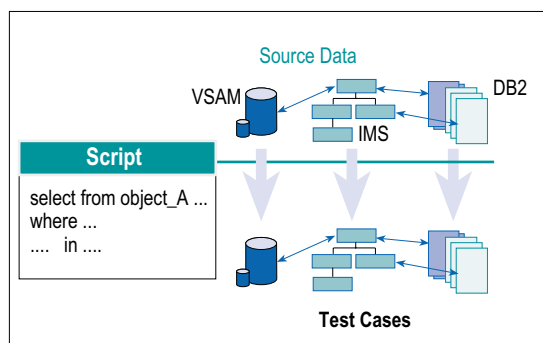 Source Data
VSAM
DB2
IMS
Script
select from object_A ...
where ...
.... in ....
Test Cases